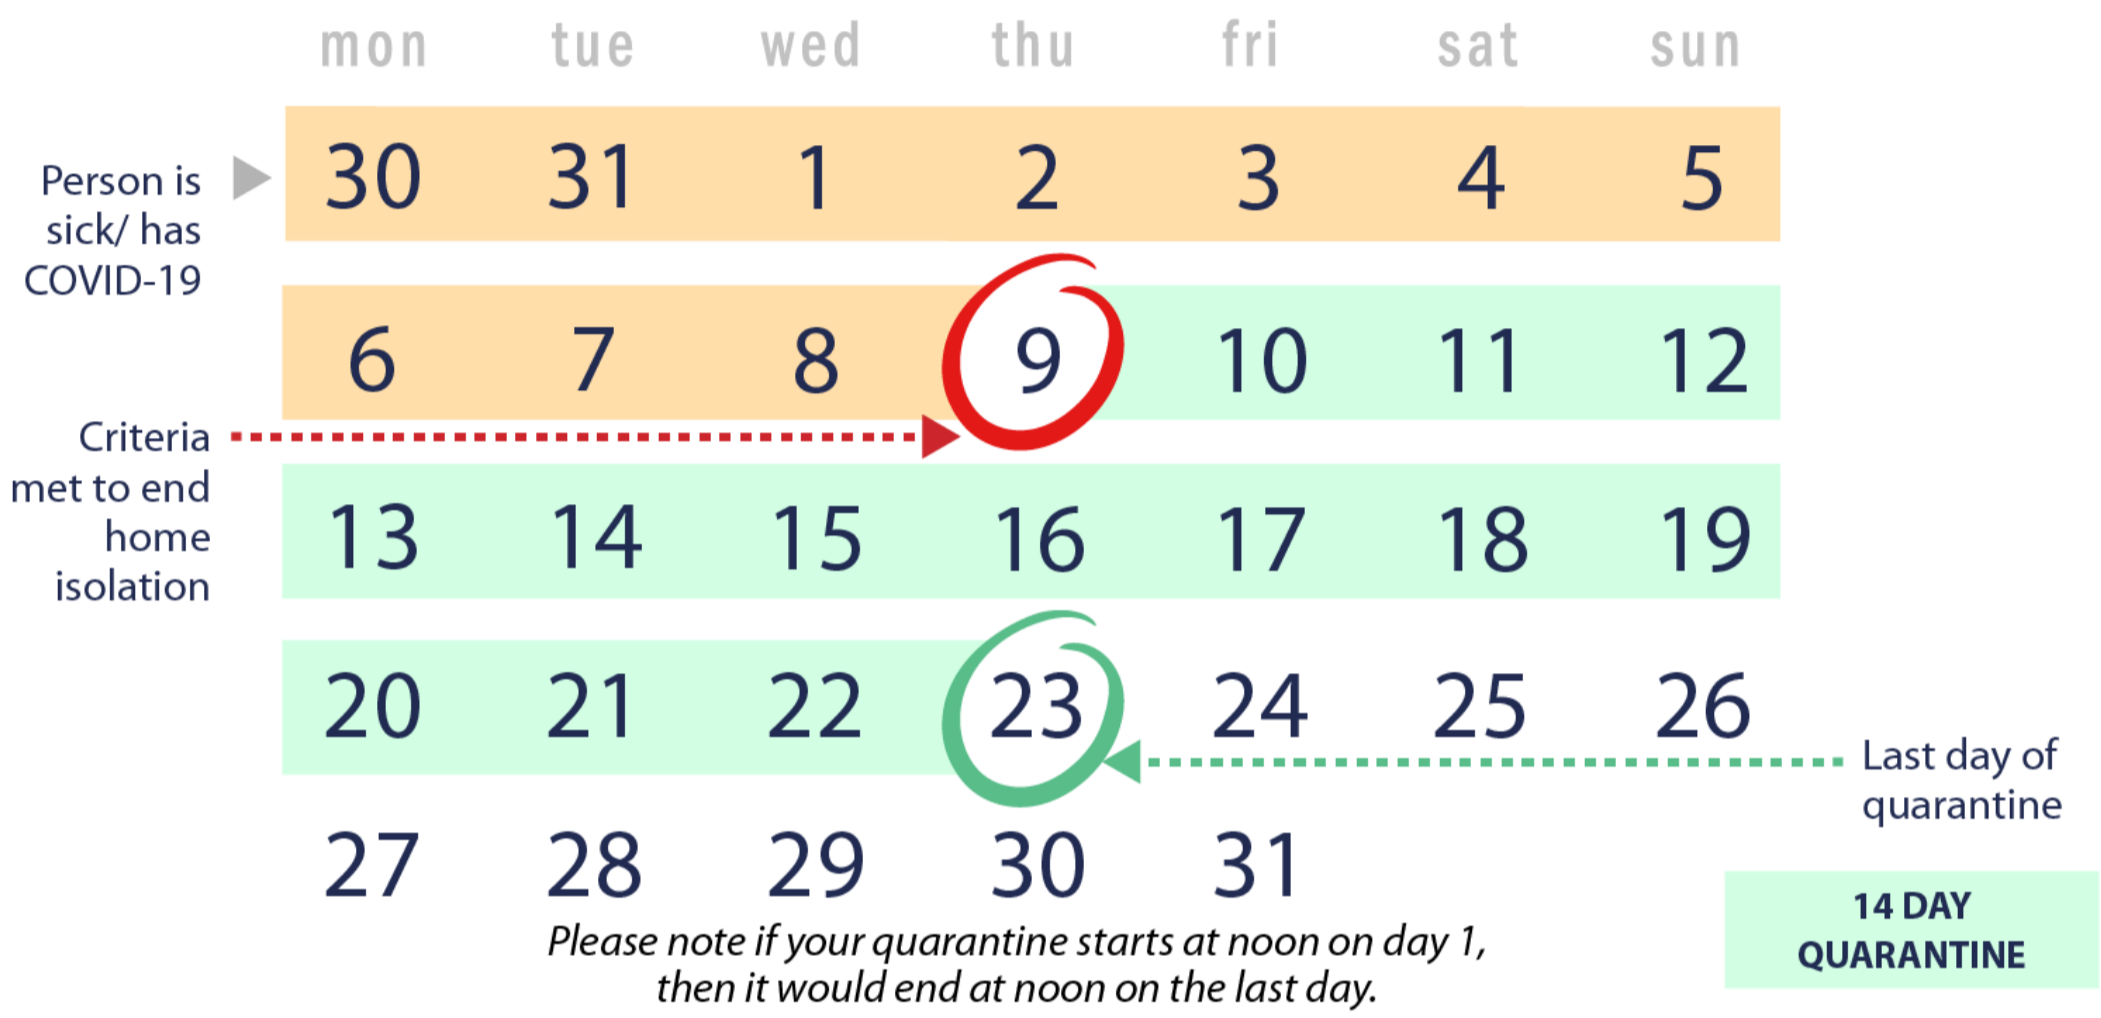 mon tue wed thu fri sat sun
Person is
sick/ has
COVID-19
30 31 1 2 3 4 5
6 7 8 9 10 11 12
Criteria
met to end
home
isolation
13 14 15 16 17 18 19
20 21 22 23 24 25 26
Last day of
quarantine
27 28 29 30 31
14 DAY
QUARANTINE
Please note if your quarantine starts at noon on day 1,
then it would end at noon on the last day.